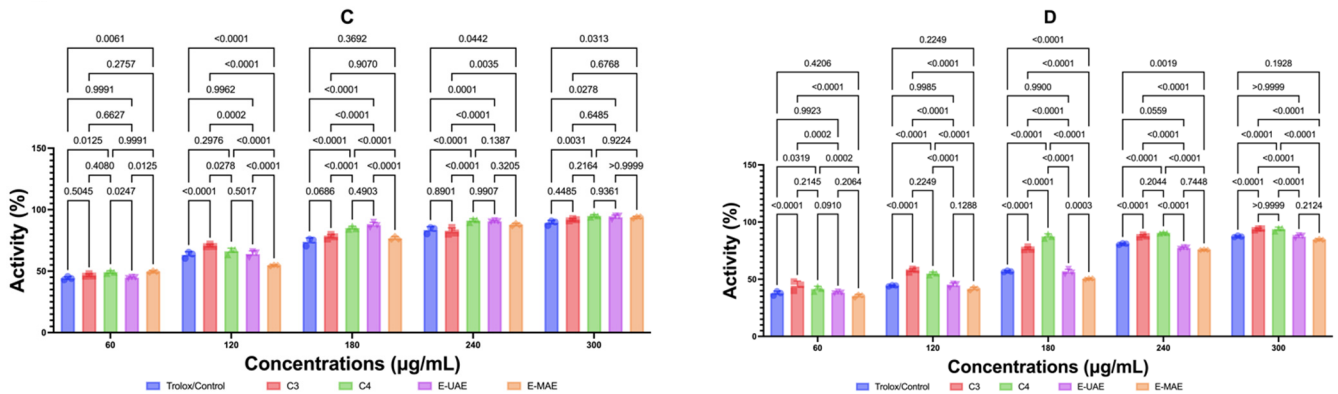 C
0.0061 <0.0001 0.3692 0.0442 0.0313
0.2757 <0.0001 0.9070 0.0035 0.6768
0.9991 0.9962 <0.0001 0.0001 0.0278
0.6627 0.0002 <0.0001 <0.0001 0.6485
0.0125 0.9991 0.2976 <0.0001 <0.0001 <0.0001 <0.0001 0.1387 0.0031 0.9224
0.4080 0.0125 0.0278 <0.0001 <0.0001 <0.0001 <0.0001 0.3205 0.2164 >0.9999
0.5045 0.0247 <0.0001 0.5017 0.0686 0.4903 0.8901 0.9907 0.4485 0.9361
150
100
50
0
Activity (%)
60 120 180 240 300
Concentrations (µg/mL)
Trolox/Control C3 C4 E-UAE E-MAE
D
0.2249 <0.0001
0.4206 0.9985 <0.0001 0.0019 0.1928
<0.0001 <0.0001 0.9900 <0.0001 >0.9999
0.9923 <0.0001 <0.0001 0.0559 <0.0001
0.0002 <0.0001 <0.0001 <0.0001 <0.0001 <0.0001 <0.0001 <0.0001
0.0319 0.0002 <0.0001 <0.0001 <0.0001 <0.0001 <0.0001
0.2145 0.2064 0.2249 <0.0001 0.2044 0.7448 <0.0001 <0.0001
<0.0001 0.0910 <0.0001 0.1288 <0.0001 0.0003 <0.0001 <0.0001 >0.9999 0.2124
150
100
50
0
Activity (%)
60 120 180 240 300
Concentrations (µg/mL)
Trolox/Control C3 C4 E-UAE E-MAE